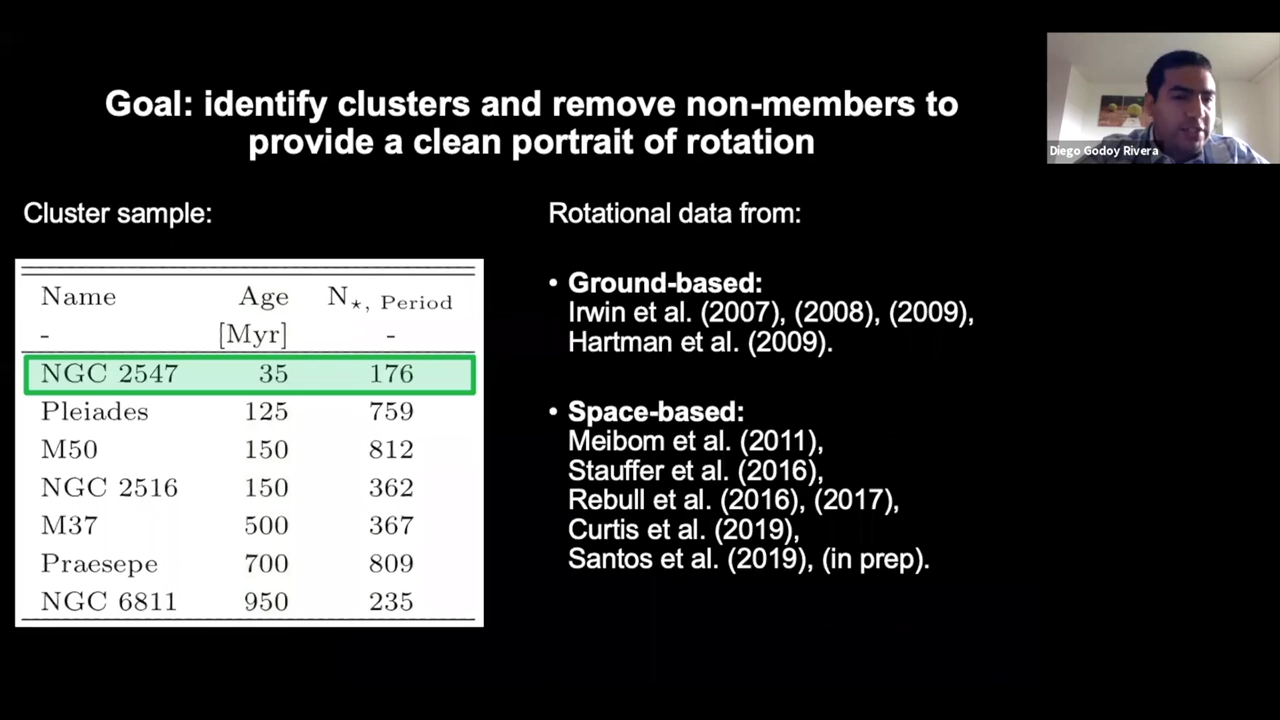 Goal: identify clusters and remove non-members to
provide a clean portrait of rotation
Diego Godoy Rivera
Cluster sample:
Name Age N⋆, Period
- [Myr] -
NGC 2547 35 176
Pleiades 125 759
M50 150 812
NGC 2516 150 362
M37 500 367
Praesepe 700 809
NGC 6811 950 235
Rotational data from:
• Ground-based:
Irwin et al. (2007), (2008), (2009),
Hartman et al. (2009).
• Space-based:
Meibom et al. (2011),
Stauffer et al. (2016),
Rebull et al. (2016), (2017),
Curtis et al. (2019),
Santos et al. (2019), (in prep).